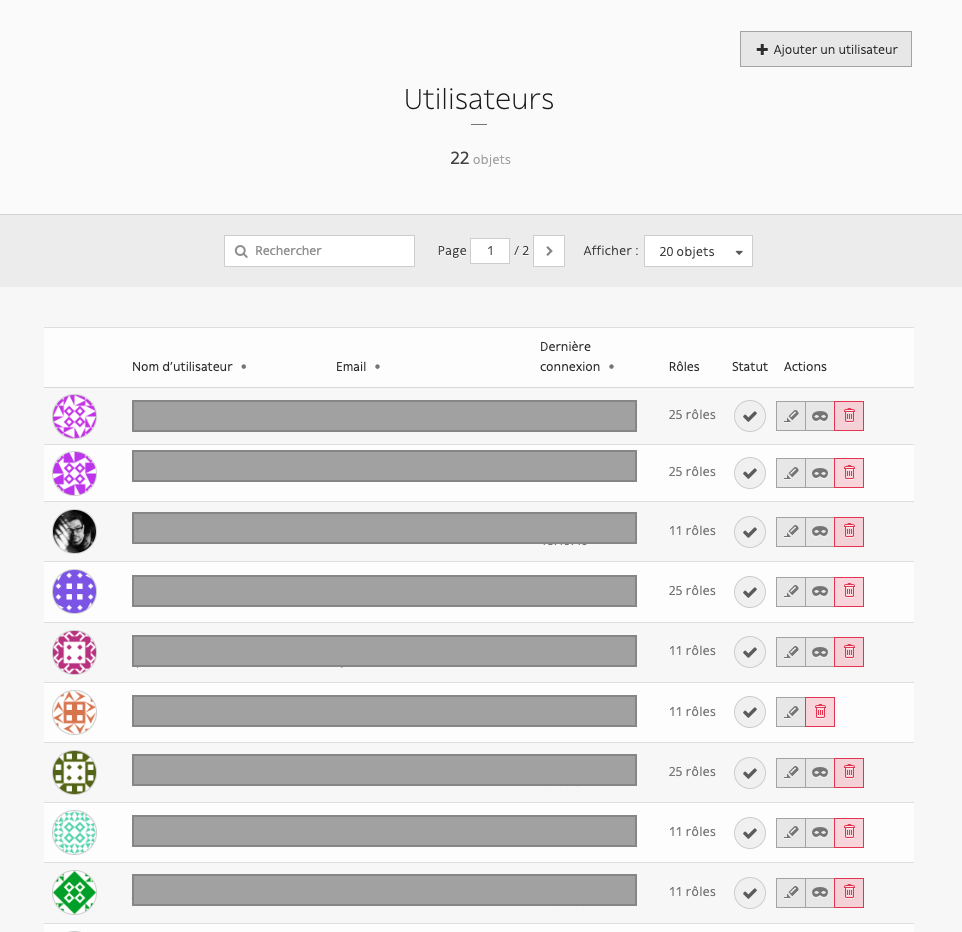 Ajouter un utilisateur
Utilisateurs
22 objets
Rechercher
Page 1 / 2
Afficher : 20 objets
Nom d'utilisateur • Email • Dernière connexion • Rôles Statut Actions
25 rôles
25 rôles
11 rôles
25 rôles
11 rôles
11 rôles
25 rôles
11 rôles
11 rôles